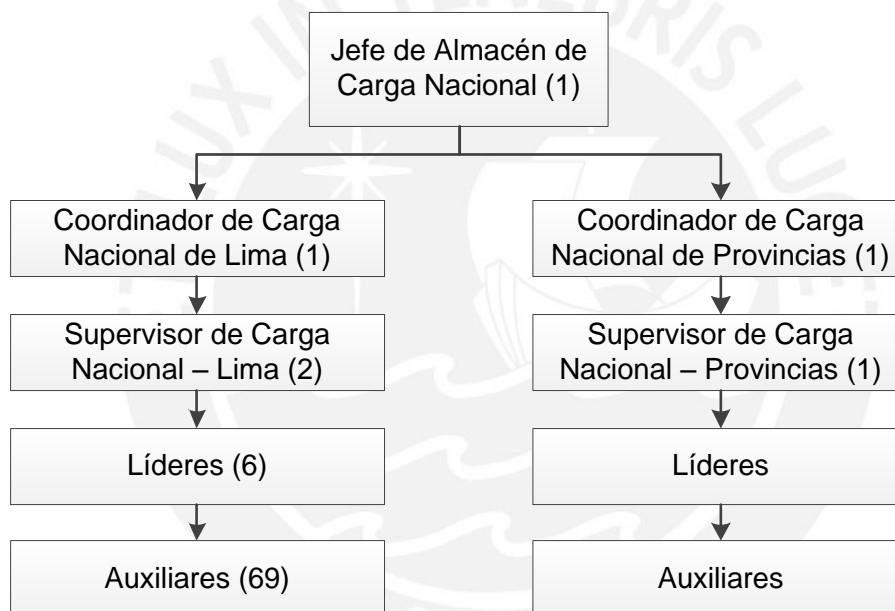 Jefe de Almacén de
Carga Nacional (1)
Coordinador de Carga
Nacional de Lima (1)
Coordinador de Carga
Nacional de Provincias (1)
Supervisor de Carga
Nacional – Lima (2)
Supervisor de Carga
Nacional – Provincias (1)
Líderes (6)
Líderes
Auxiliares (69)
Auxiliares